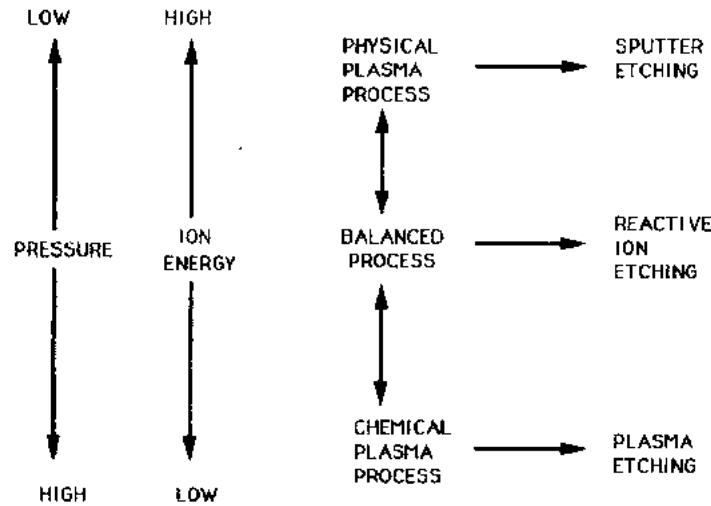 LOW
HIGH
PHYSICAL
PLASMA
PROCESS
SPUTTER
ETCHING
PRESSURE
ION
ENERGY
BALANCED
PROCESS
REACTIVE
ION
ETCHING
CHEMICAL
PLASMA
PROCESS
PLASMA
ETCHING
HIGH
LOW